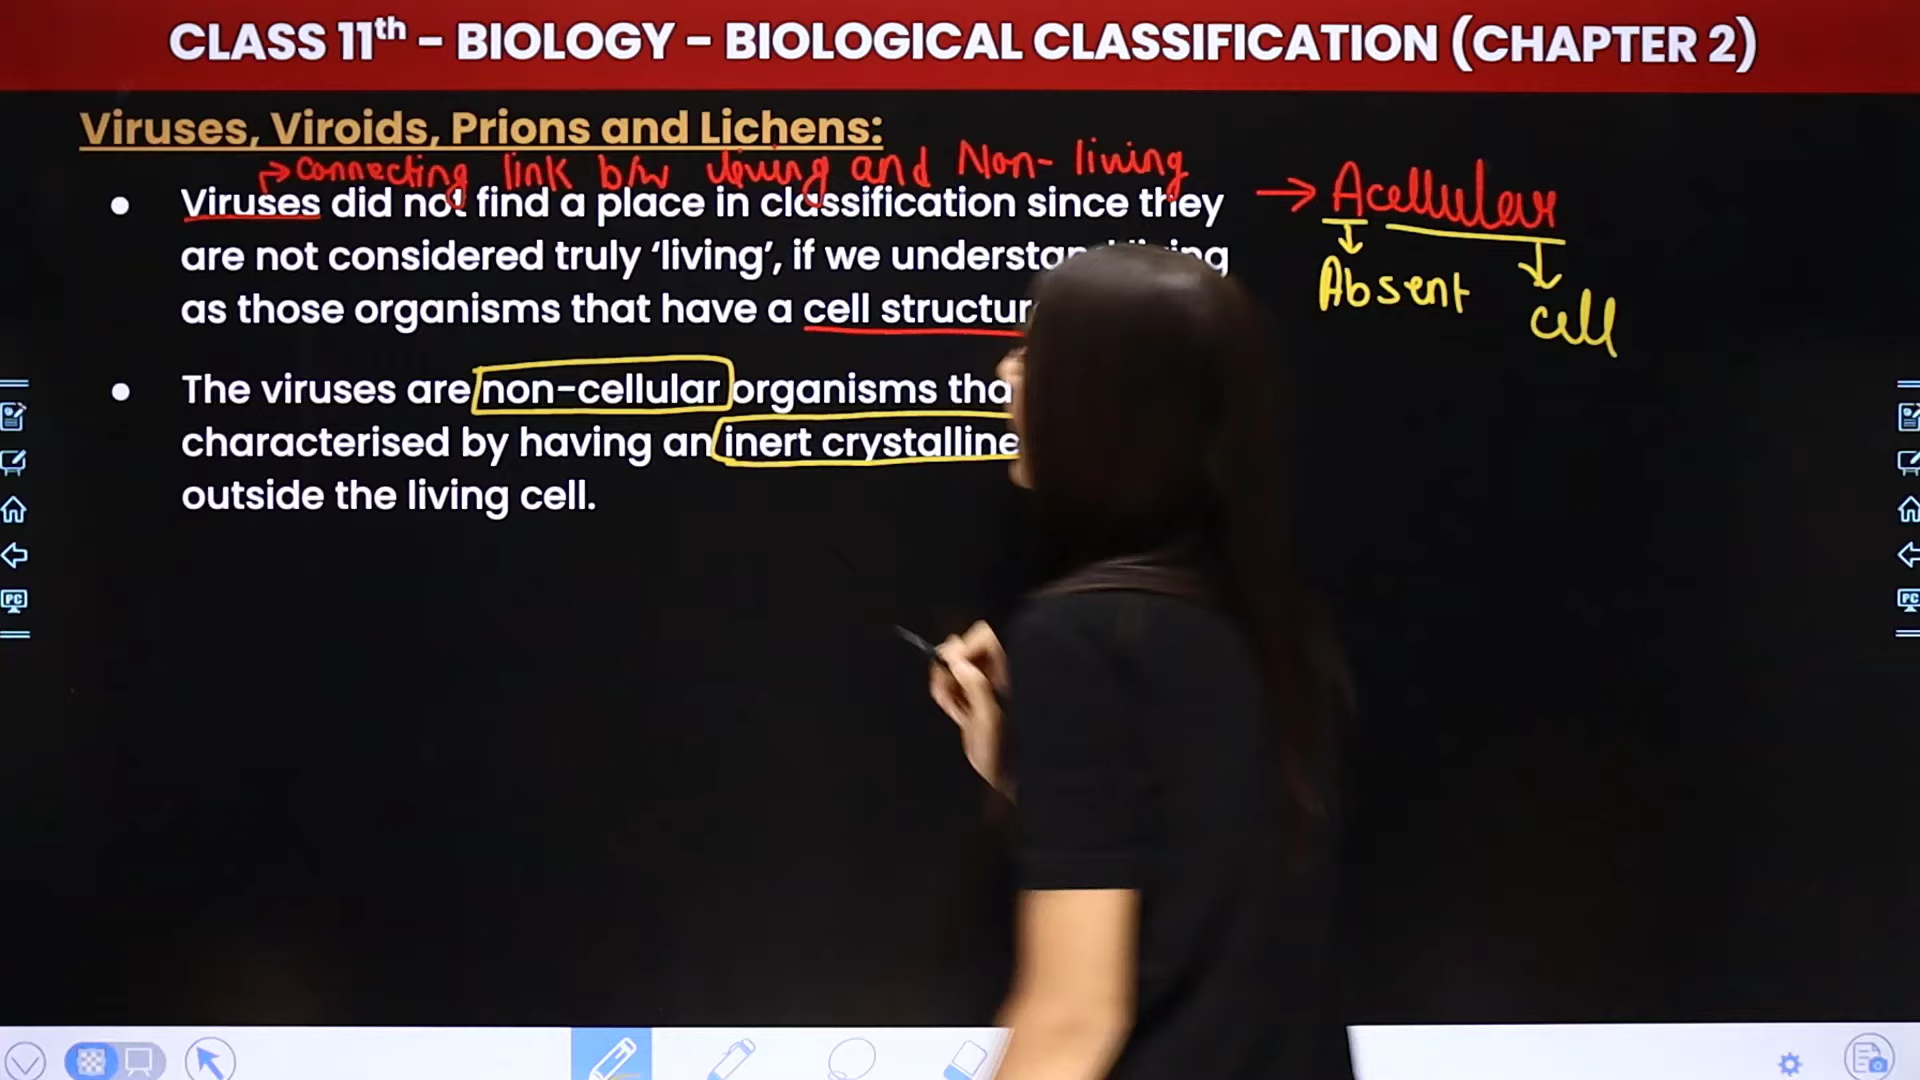 CLASS 11th - BIOLOGY - BIOLOGICAL CLASSIFICATION (CHAPTER 2)
Viruses, Viroids, Prions and Lichens:
→ connecting link b/w living and Non-living
• Viruses did not find a place in classification since they
are not considered truly ‘living’, if we understand
as those organisms that have a cell
→ Acellular
Absent
cell
• The viruses are non-cellular organisms
characterised by having an inert crystalline
outside the living cell.
PC
PC